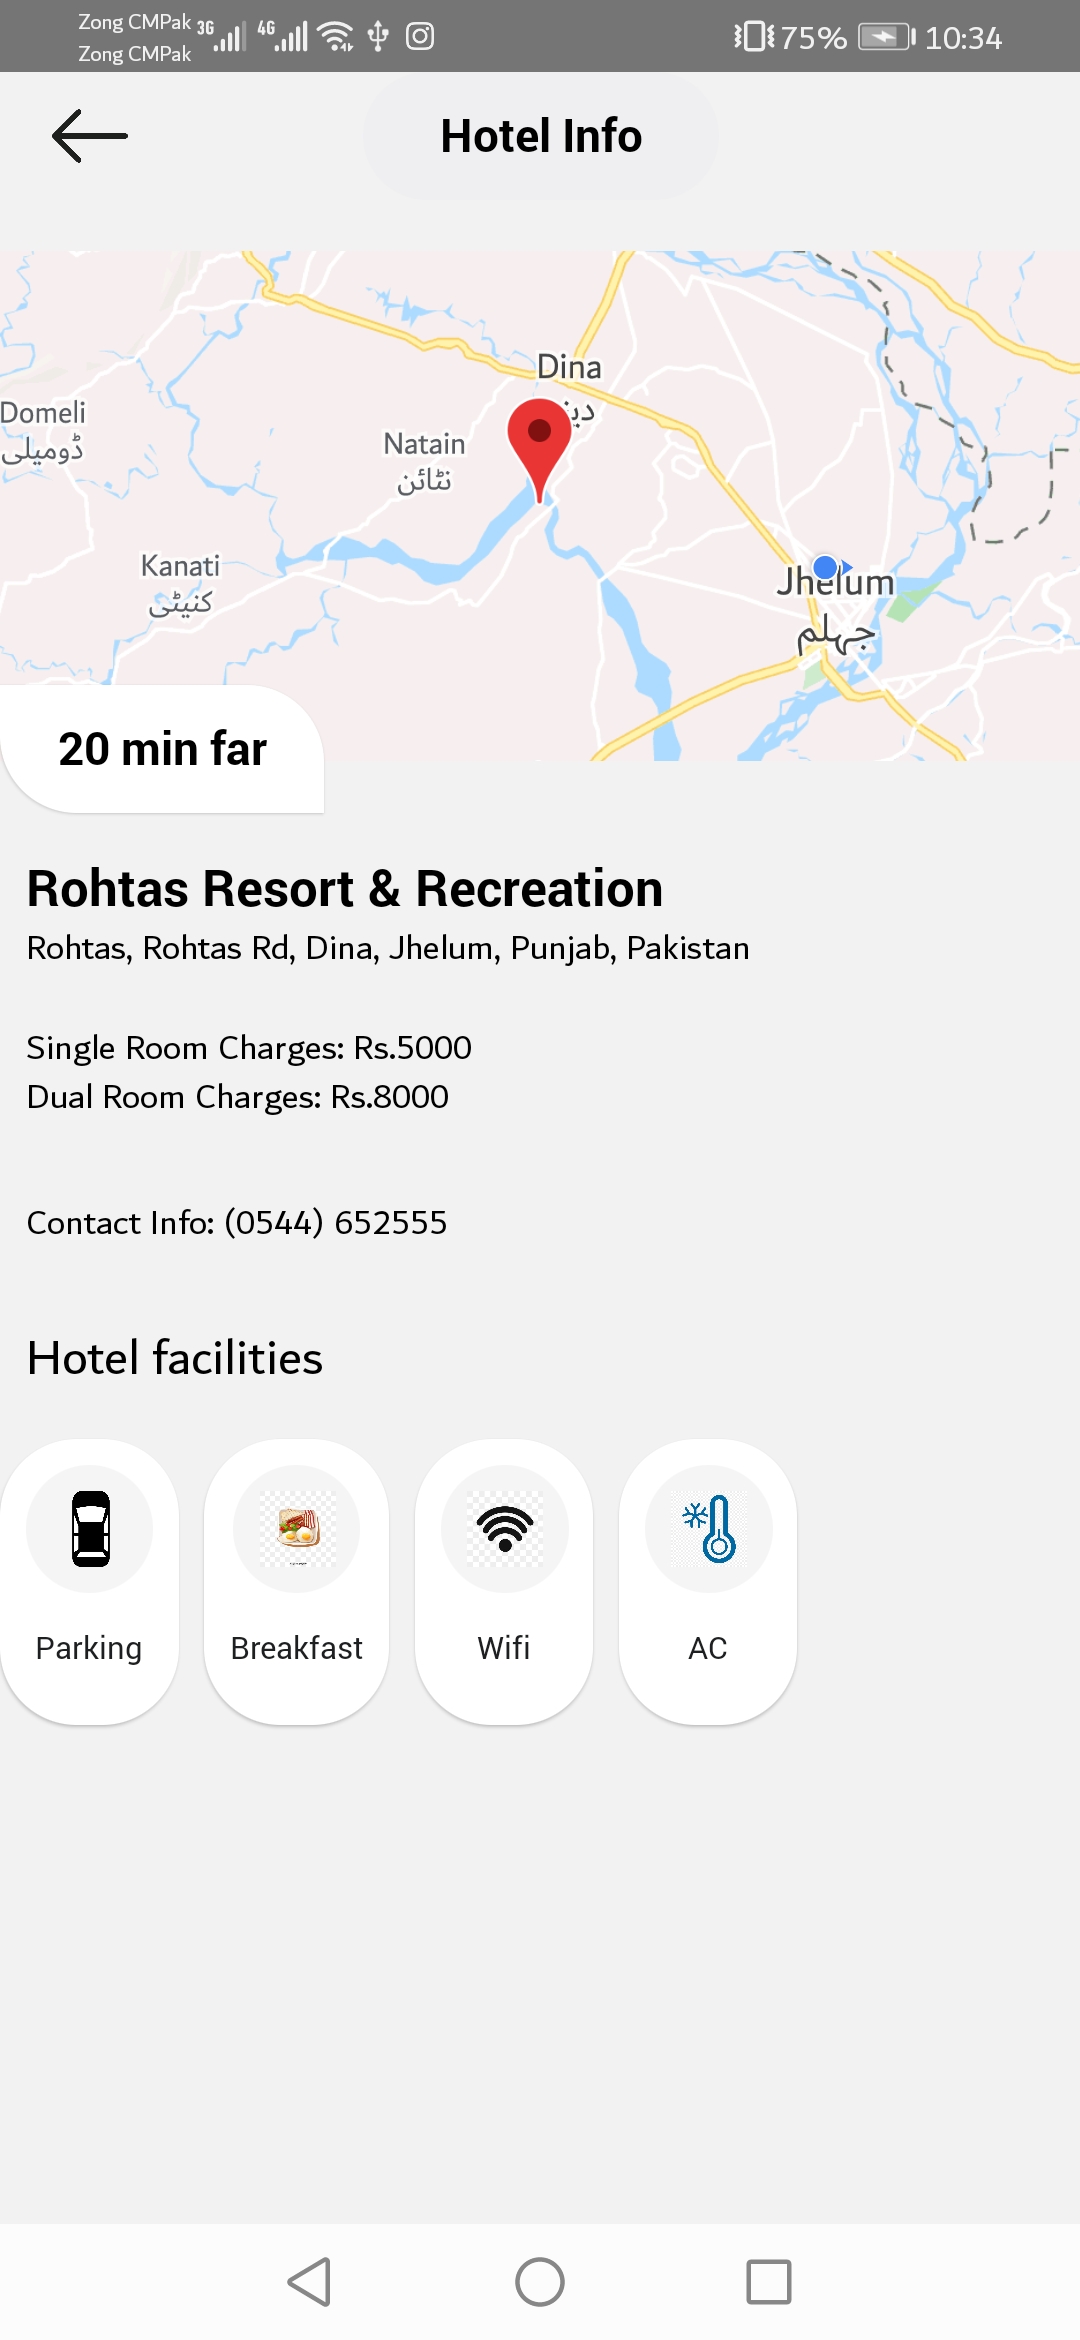 Zong CMPak 3G 4G 75% 10:34
Zong CMPak
Hotel Info
Dina
Domeli
ڈومیلی
Natain
نٹائن
Kanati
کنیٹی
Jhelum
جہلم
20 min far
Rohtas Resort & Recreation
Rohtas, Rohtas Rd, Dina, Jhelum, Punjab, Pakistan
Single Room Charges: Rs.5000
Dual Room Charges: Rs.8000
Contact Info: (0544) 652555
Hotel facilities
Parking Breakfast Wifi AC